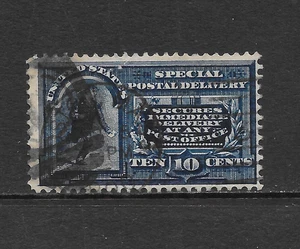 UNITED STATES
SPECIAL
POSTAL DELIVERY
SECURES
IMMEDIATE
DELIVERY
AT ANY
POST OFFICE
TEN 10 CENTS